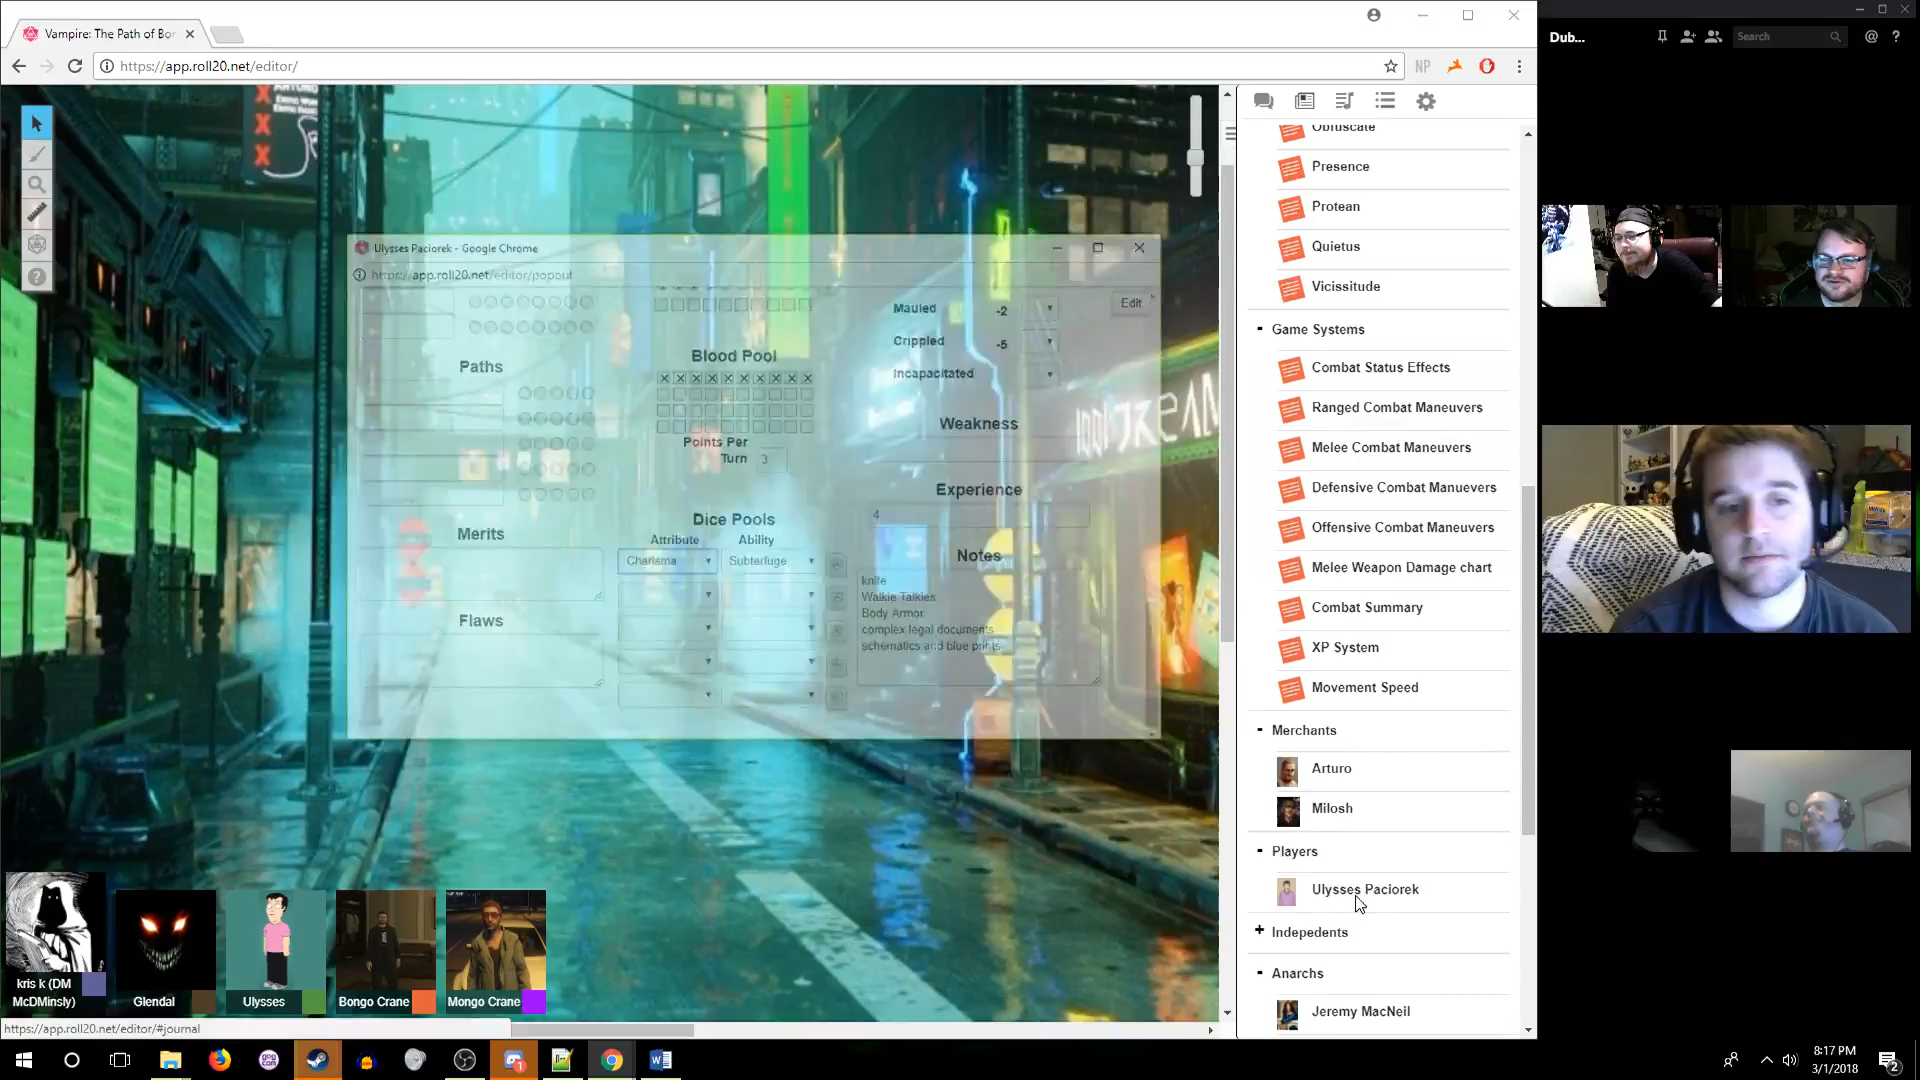 Vampire: The Path of Bor
https://app.roll20.net/editor/
NP
Dub...
Search
Obfuscate
Presence
Protean
Quietus
Vicissitude
Game Systems
Combat Status Effects
Ranged Combat Maneuvers
Melee Combat Maneuvers
Defensive Combat Manuevers
Offensive Combat Maneuvers
Melee Weapon Damage chart
Combat Summary
XP System
Movement Speed
Merchants
Arturo
Milosh
Players
Ulysses Paciorek
Indepedents
Anarchs
Jeremy MacNeil
Ulysses Paciorek - Google Chrome
https://app.roll20.net/editor/popout
Edit
Paths
Merits
Flaws
Blood Pool
Points Per
Turn 3
Dice Pools
Attribute Ability
Charisma Subterfuge
Mauled -2
Crippled -5
Incapacitated
Weakness
Experience
4
Notes
knife
Walkie Talkies
Body Armor
complex legal documents
schematics and blue prints
kris k (DM
McDMinsly)
Glendal
Ulysses
Bongo Crane
Mongo Crane
https://app.roll20.net/editor/#journal
8:17 PM
3/1/2018
2